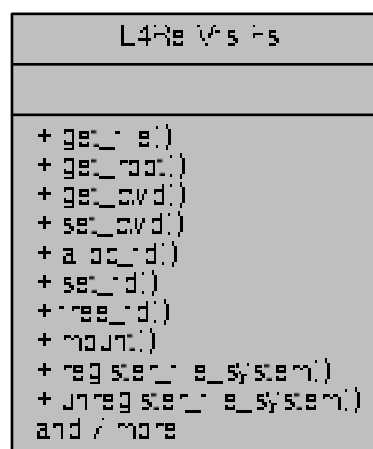 L4Re Vfs Fs
+ get_file()
+ get_root()
+ get_cwd()
+ set_cwd()
+ alloc_fd()
+ set_fd()
+ free_fd()
+ mount()
+ register_file_system()
+ unregister_file_system()
and 7 more